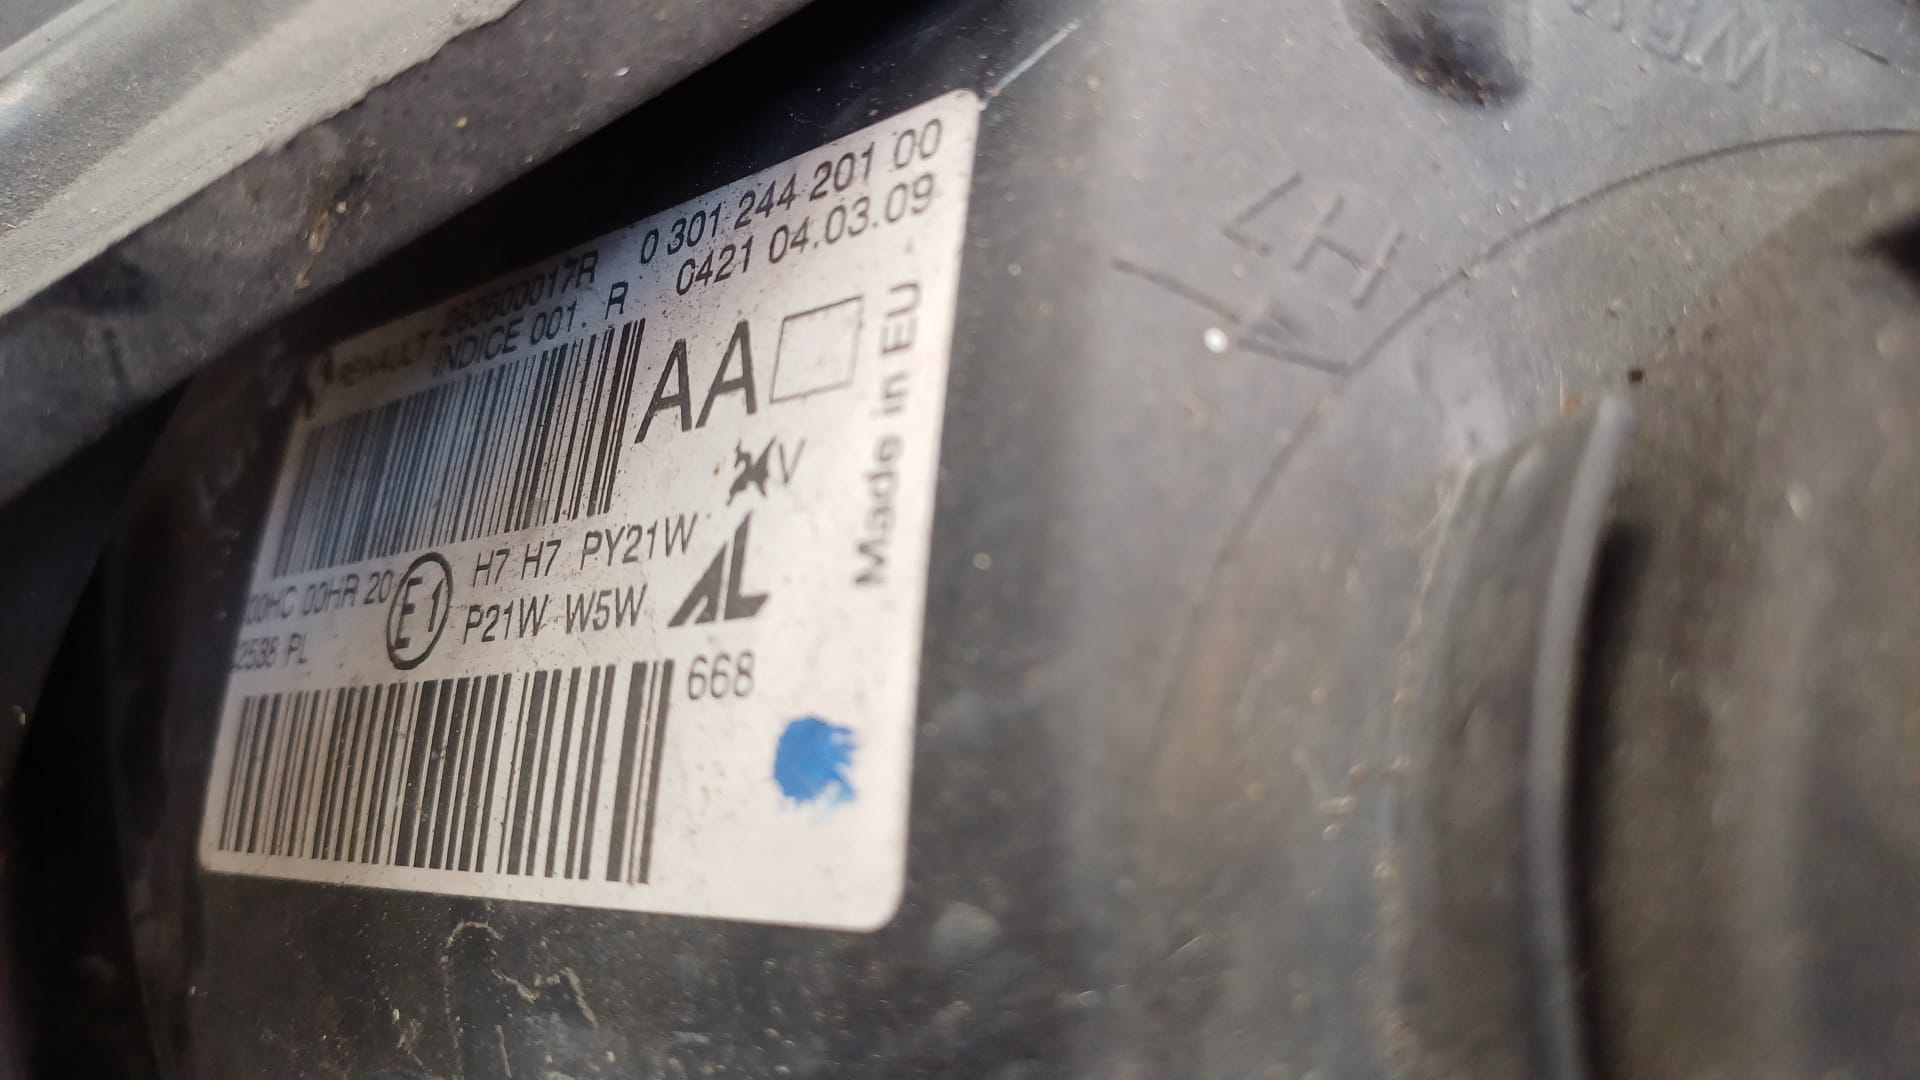 RENAULT 260600017R 0 301 244 201 00
INDICE 001 R 0421 04.03.09
AA
Made in EU
V
00HC 00HR 20 E1 H7 H7 PY21W AL
2538 PL P21W W5W
668
H7